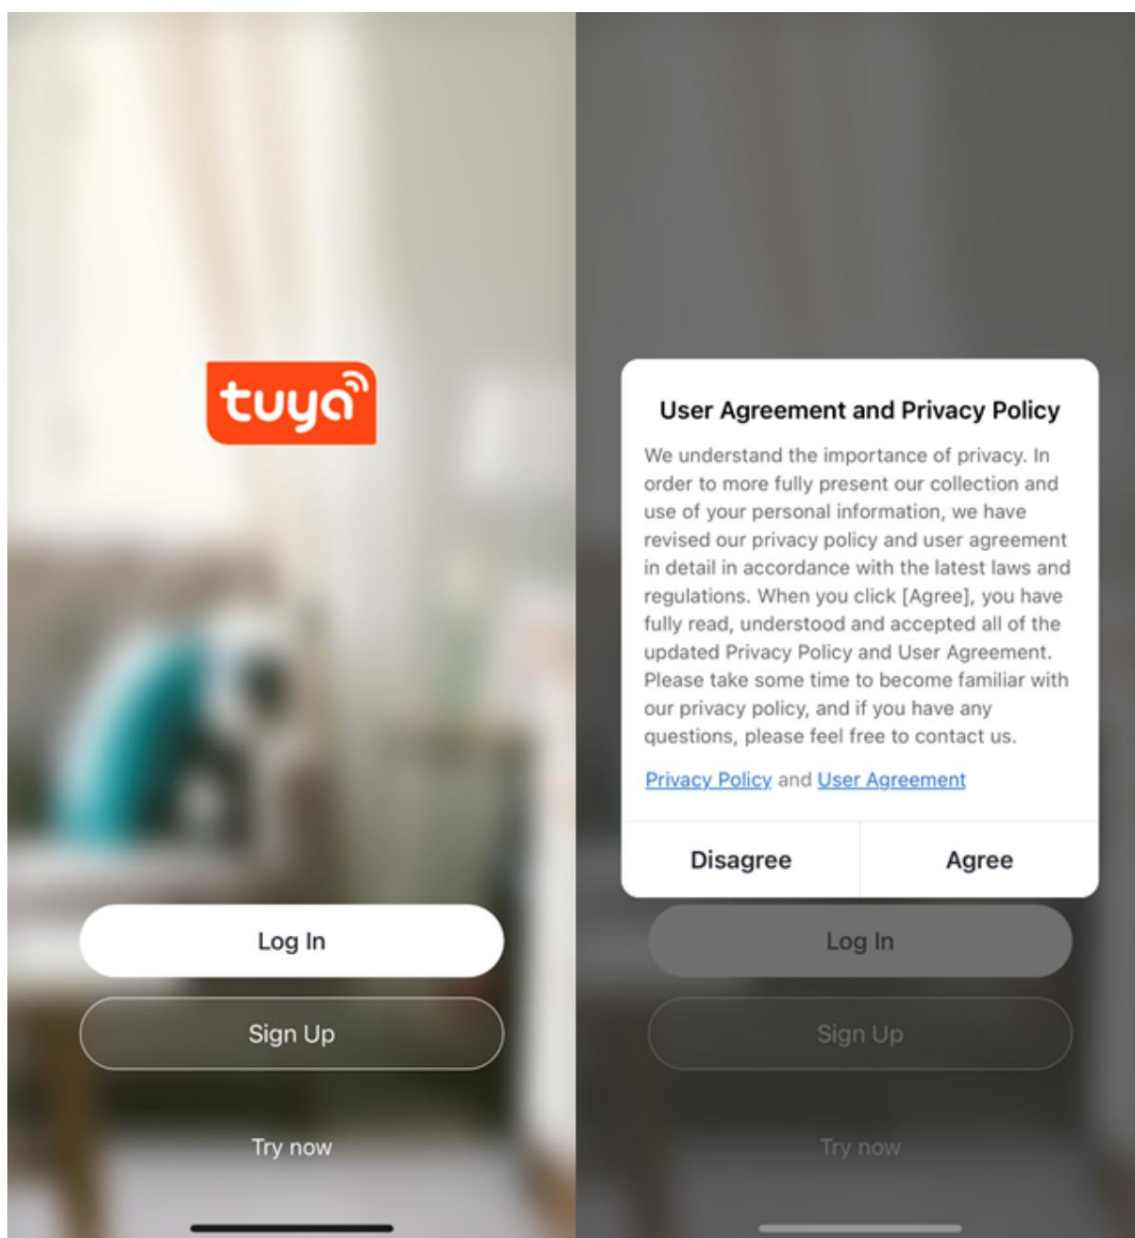 tuya
Log In
Sign Up
Try now
User Agreement and Privacy Policy
We understand the importance of privacy. In
order to more fully present our collection and
use of your personal information, we have
revised our privacy policy and user agreement
in detail in accordance with the latest laws and
regulations. When you click [Agree], you have
fully read, understood and accepted all of the
updated Privacy Policy and User Agreement.
Please take some time to become familiar with
our privacy policy, and if you have any
questions, please feel free to contact us.
Privacy Policy and User Agreement
Disagree Agree
Log In
Sign Up
Try now